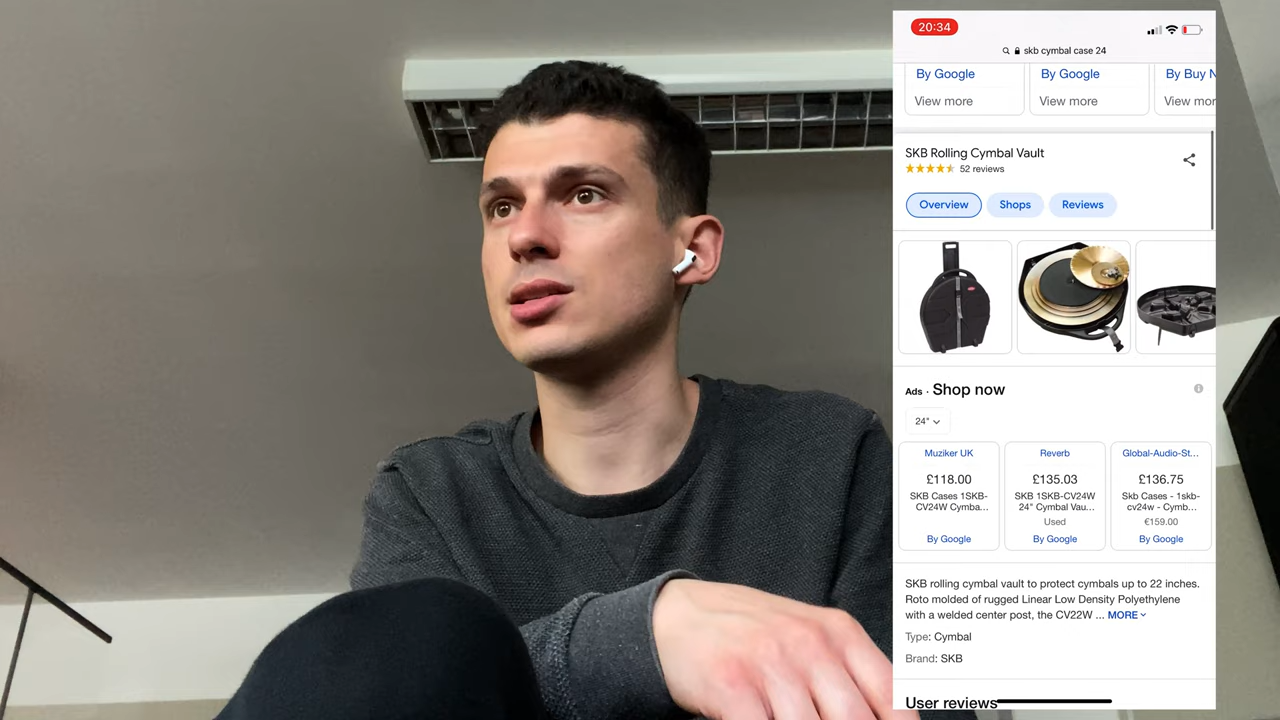 20:34
skb cymbal case 24
By Google
By Google
By Buy N
View more
View more
View mor
SKB Rolling Cymbal Vault
52 reviews
Overview
Shops
Reviews
Ads · Shop now
24"
Muziker UK
£118.00
SKB Cases 1SKB-
CV24W Cymba...
By Google
Reverb
£135.03
SKB 1SKB-CV24W
24" Cymbal Vau...
Used
By Google
Global-Audio-St...
£136.75
Skb Cases - 1skb-
cv24w - Cymb...
€159.00
By Google
SKB rolling cymbal vault to protect cymbals up to 22 inches.
Roto molded of rugged Linear Low Density Polyethylene
with a welded center post, the CV22W ... MORE
Type: Cymbal
Brand: SKB
User reviews